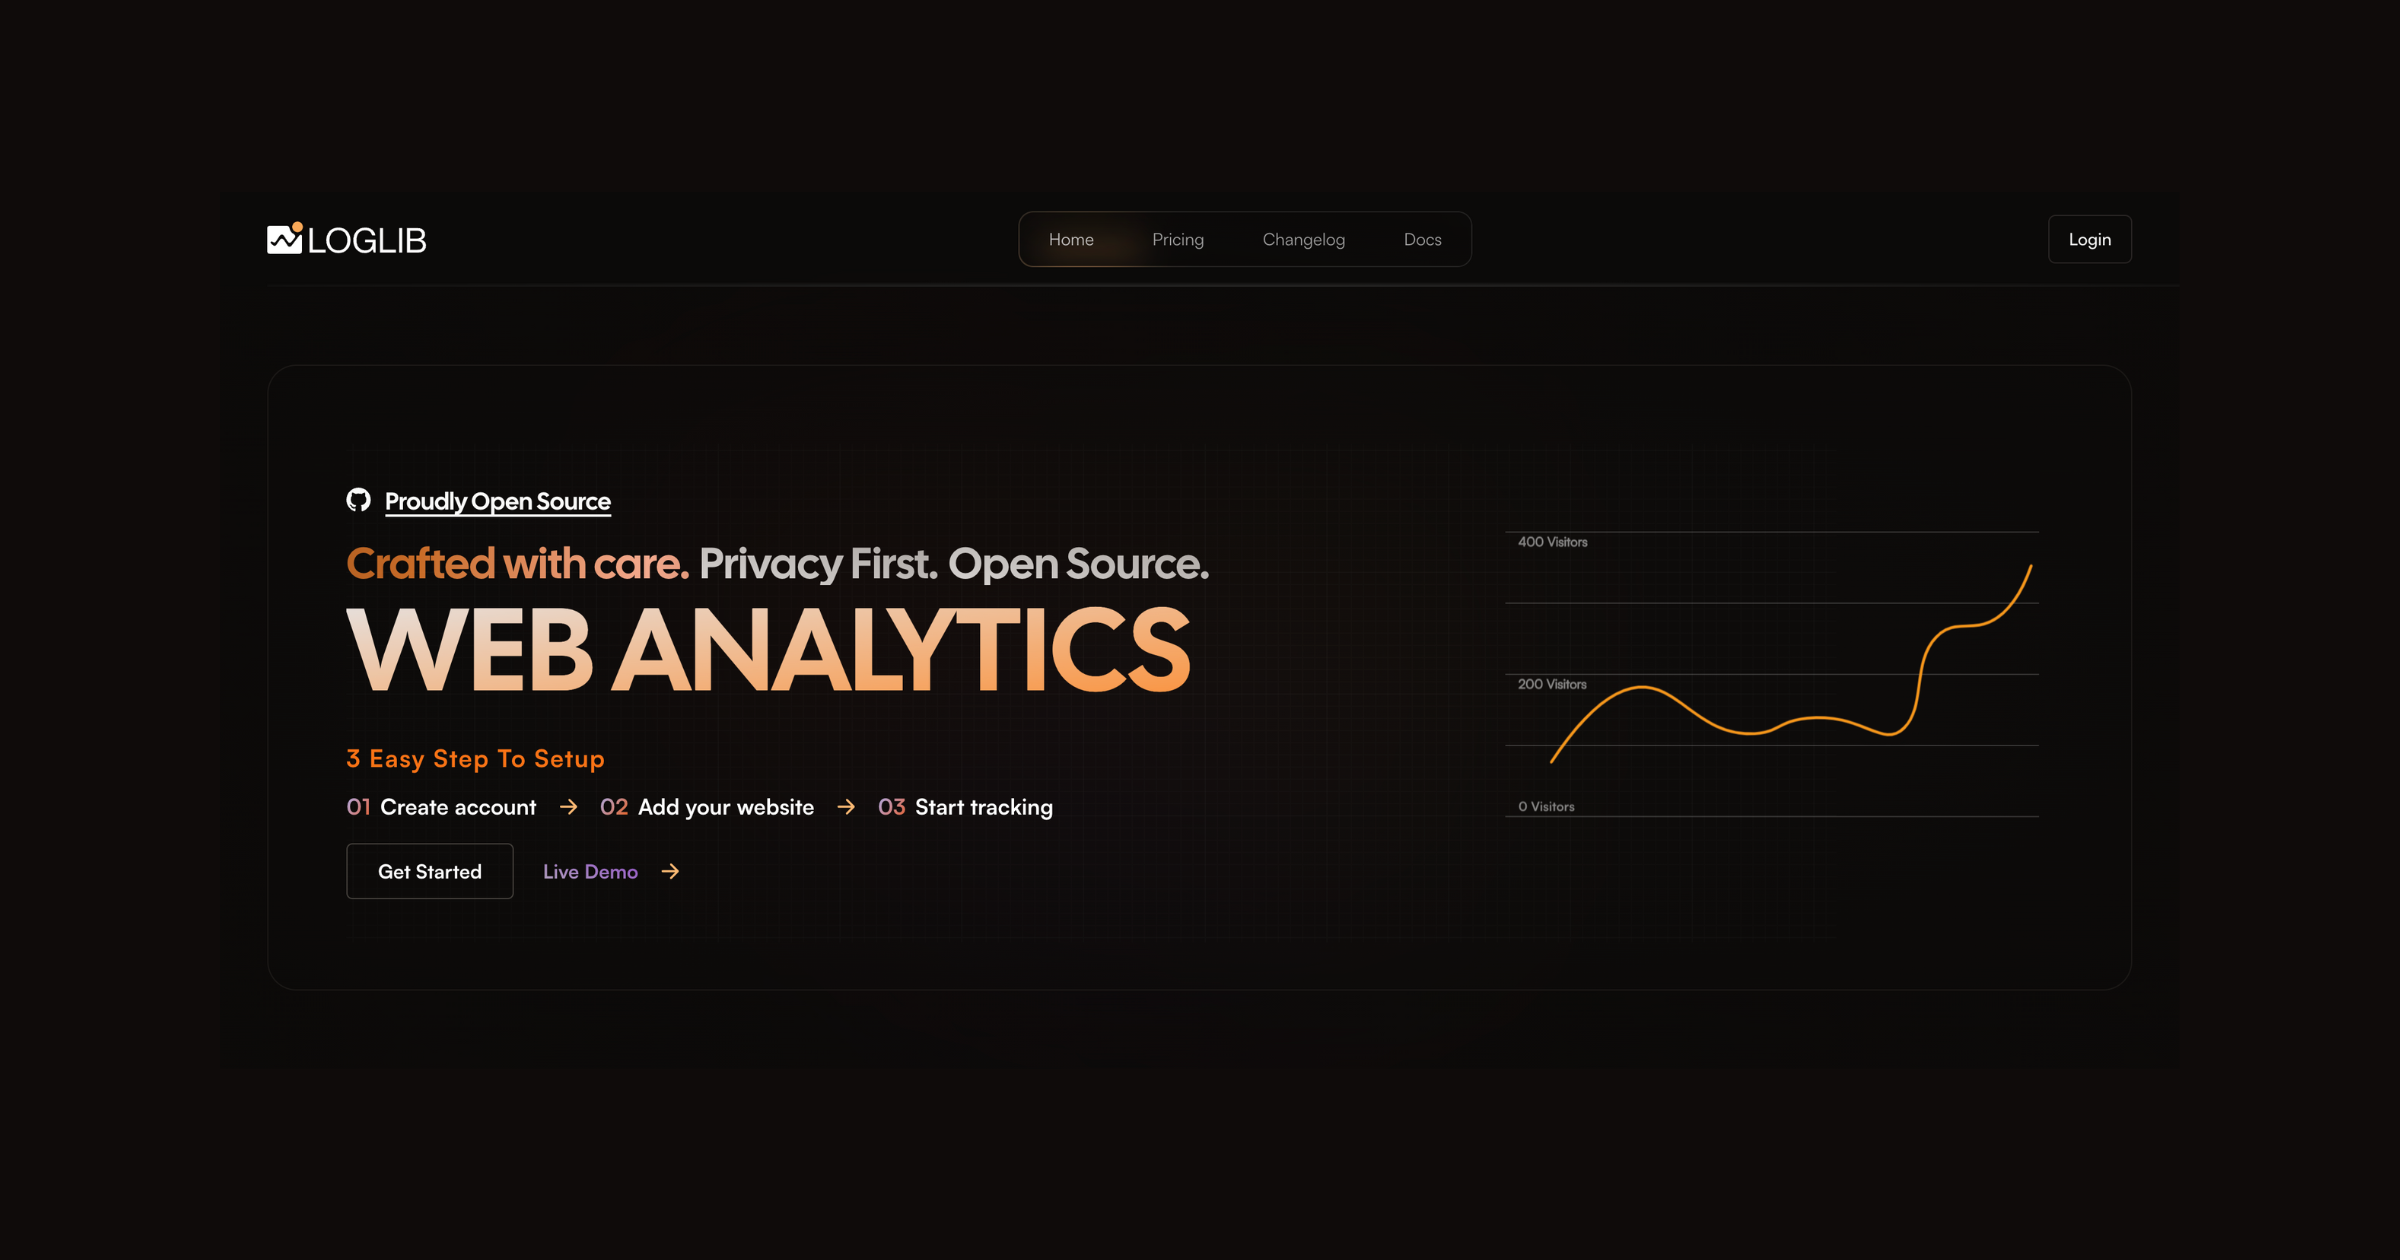 LOGLIB
Home Pricing Changelog Docs
Login
Proudly Open Source
Crafted with care. Privacy First. Open Source.
WEB ANALYTICS
3 Easy Step To Setup
01 Create account → 02 Add your website → 03 Start tracking
Get Started Live Demo →
400 Visitors
200 Visitors
0 Visitors